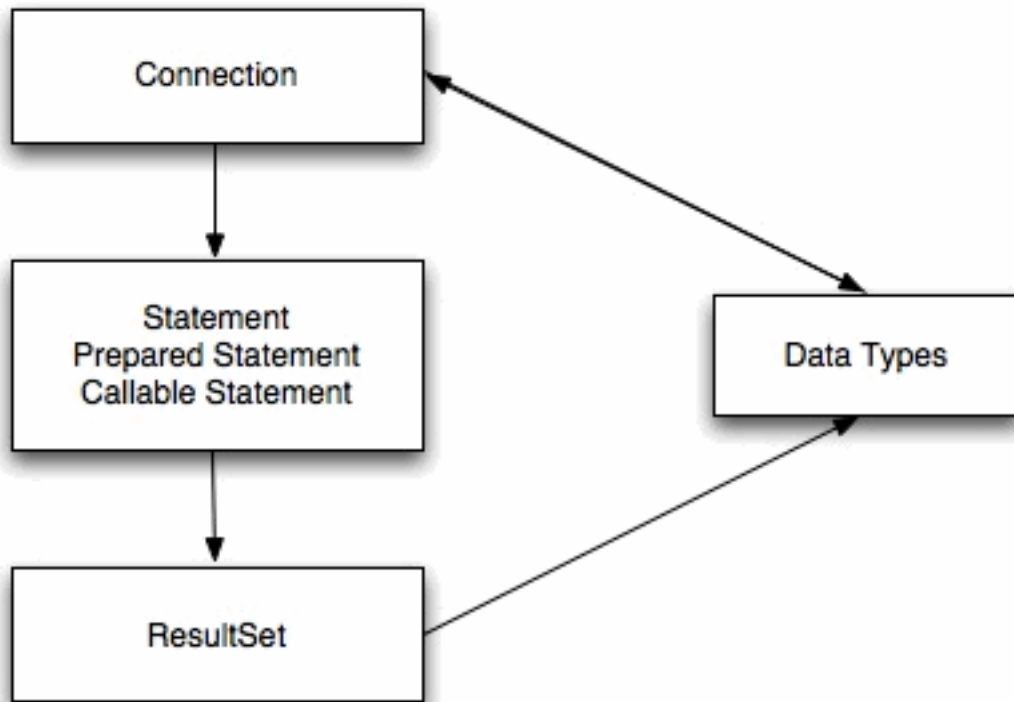 Connection
Statement
Prepared Statement
Callable Statement
Data Types
ResultSet